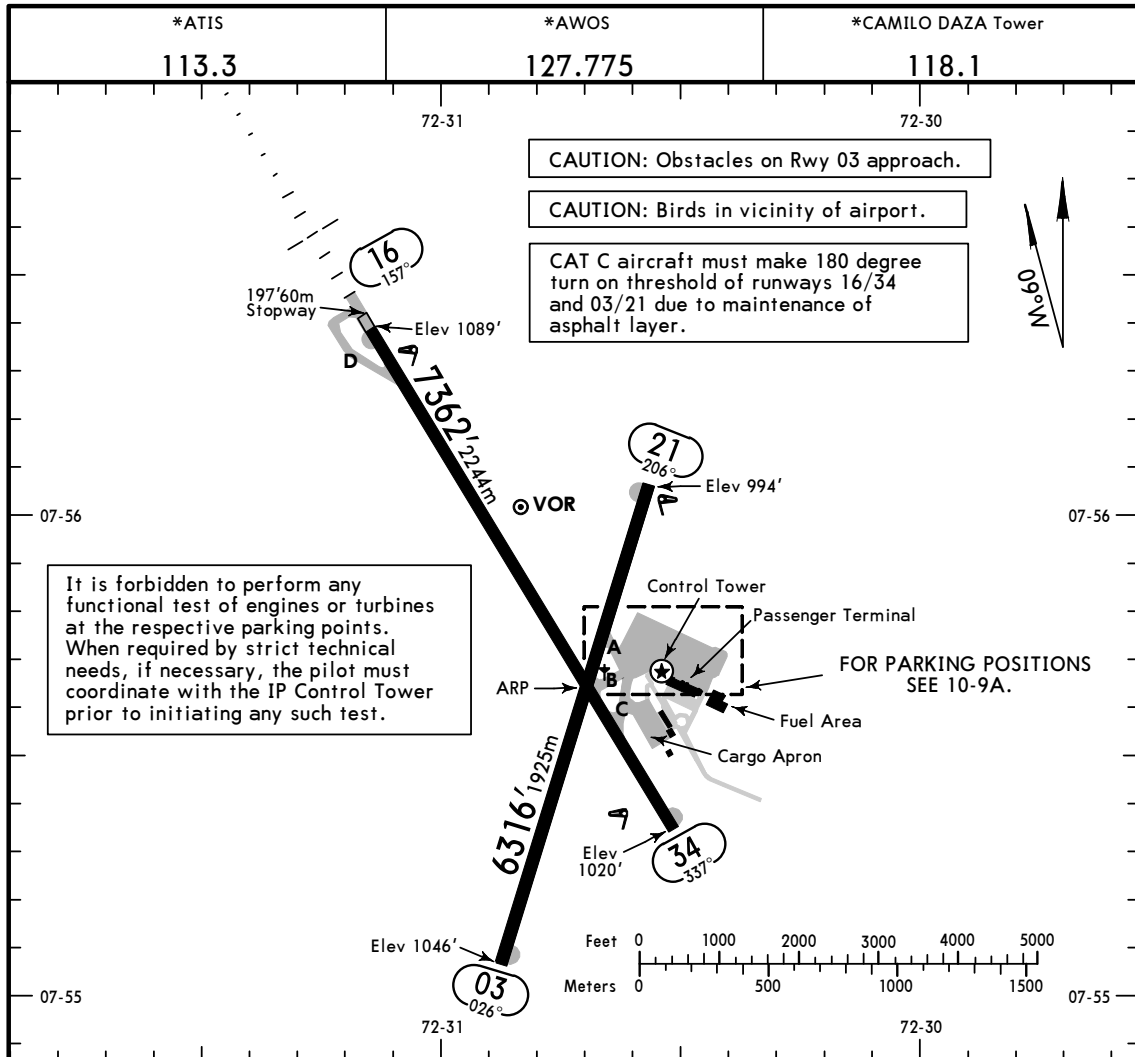 *ATIS
113.3
*AWOS
127.775
*CAMILO DAZA Tower
118.1
72-31
72-30
CAUTION: Obstacles on Rwy 03 approach.
CAUTION: Birds in vicinity of airport.
CAT C aircraft must make 180 degree
turn on threshold of runways 16/34
and 03/21 due to maintenance of
asphalt layer.
09°W
16
157°
197'60m
Stopway
Elev 1089'
D
7362' 2244m
21
206°
Elev 994'
VOR
07-56
07-56
It is forbidden to perform any
functional test of engines or turbines
at the respective parking points.
When required by strict technical
needs, if necessary, the pilot must
coordinate with the IP Control Tower
prior to initiating any such test.
Control Tower
Passenger Terminal
A
B
C
ARP
FOR PARKING POSITIONS
SEE 10-9A.
Fuel Area
Cargo Apron
6316' 1925m
Elev
1020'
34
337°
Elev 1046'
03
026°
Feet 0 1000 2000 3000 4000 5000
Meters 0 500 1000 1500
07-55
07-55
72-31
72-30